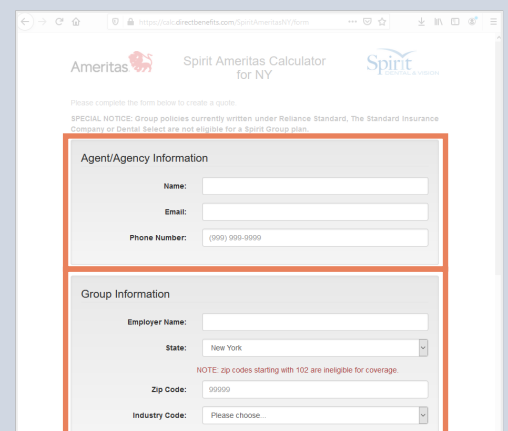 https://calc.directbenefits.com/SpiritAmeritasNY/Form
Ameritas
Spirit Ameritas Calculator
for NY
Spirit
DENTAL & VISION
Please complete the form below to create a quote.
SPECIAL NOTICE: Group policies currently written under Reliance Standard, The Standard Insurance
Company or Dental Select are not eligible for a Spirit Group plan.
Agent/Agency Information
Name:
Email:
Phone Number: (999) 999-9999
Group Information
Employer Name:
State: New York
NOTE: zip codes starting with 102 are ineligible for coverage.
Zip Code: 99999
Industry Code: Please choose...